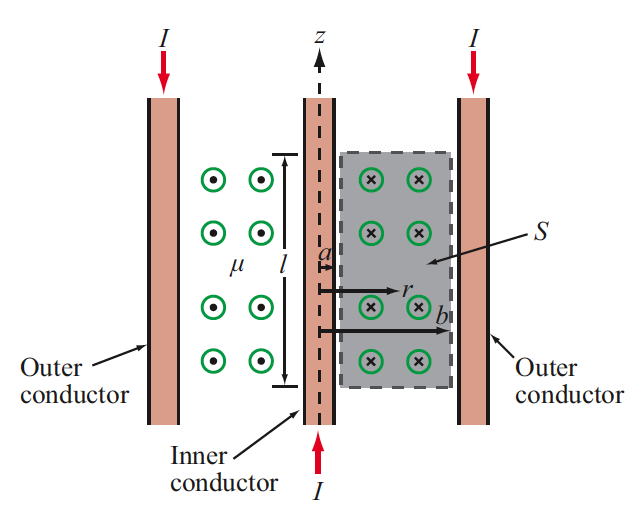 I
z
I
S
a
μ
l
r
b
Outer
conductor
Outer
conductor
Inner
conductor
I